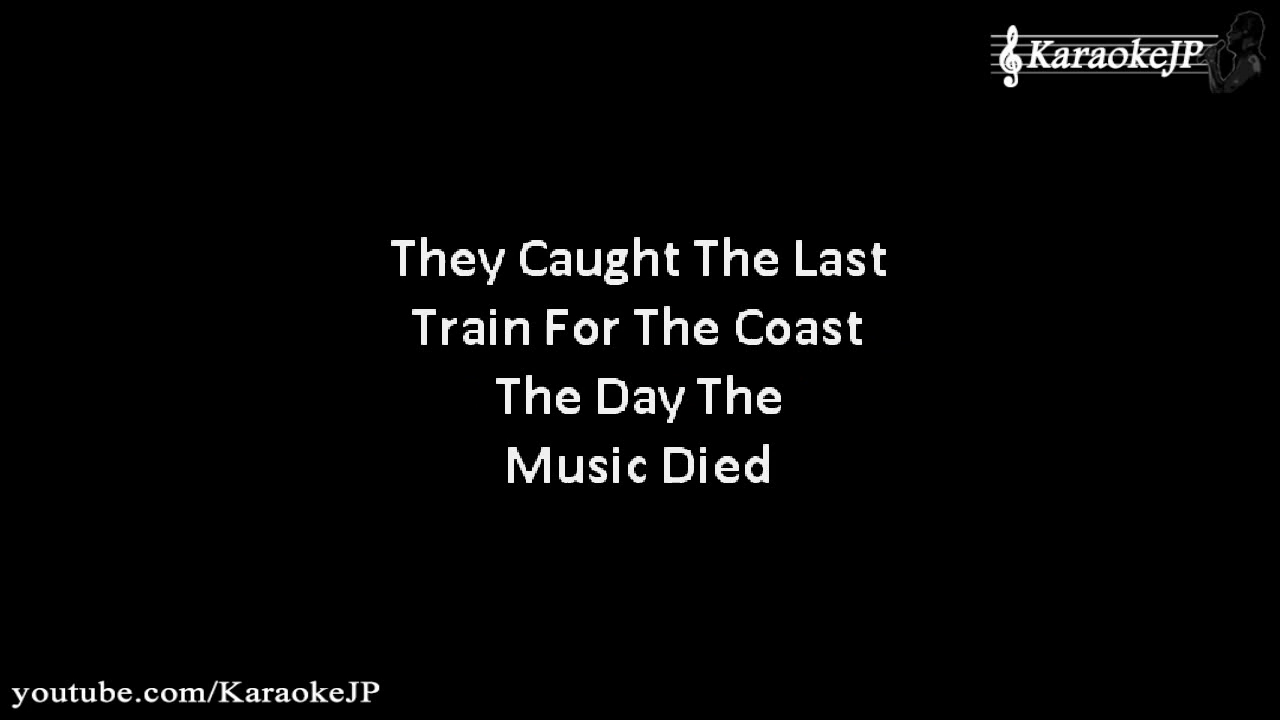 KaraokeJP
They Caught The Last
Train For The Coast
The Day The
Music Died
youtube.com/KaraokeJP